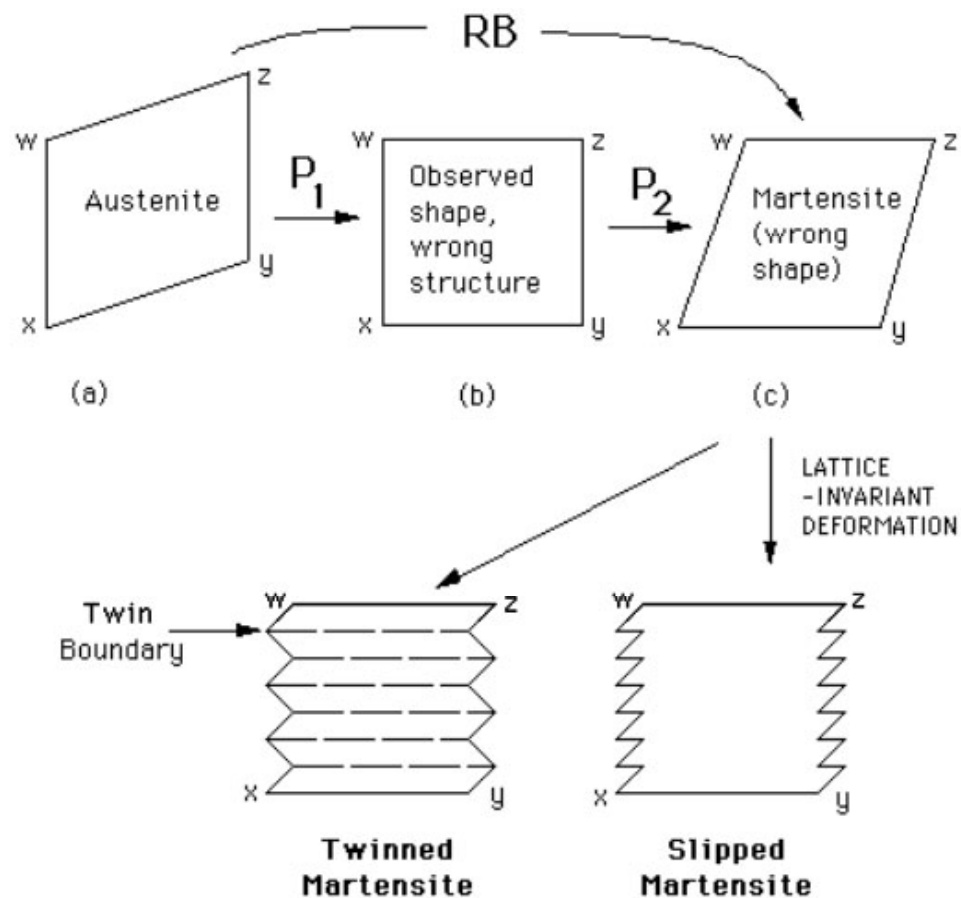 RB
w
z
Austenite
x
y
P1
w
z
Observed
shape,
wrong
structure
x
y
P2
w
z
Martensite
(wrong
shape)
x
y
(a)
(b)
(c)
LATTICE
-INVARIANT
DEFORMATION
Twin
Boundary
w
z
x
y
w
z
x
y
Twinned
Martensite
Slipped
Martensite